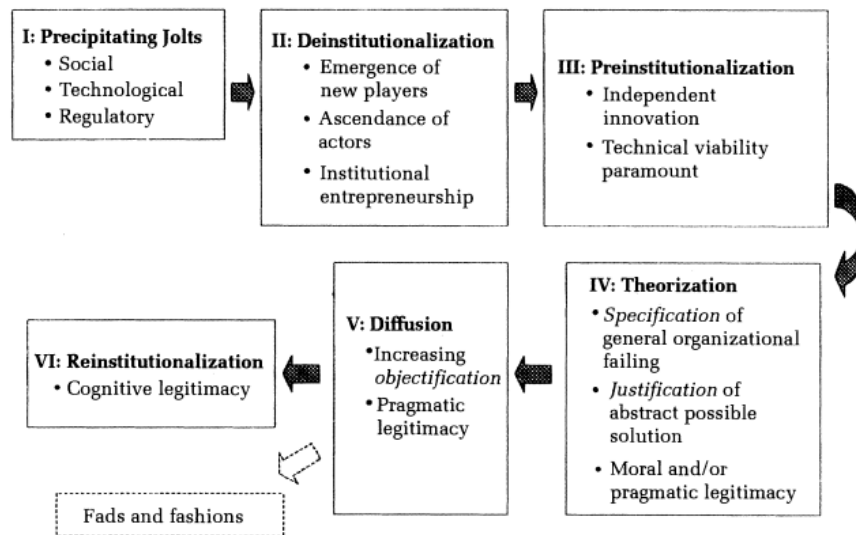 I: Precipitating Jolts
• Social
• Technological
• Regulatory
II: Deinstitutionalization
• Emergence of
new players
• Ascendance of
actors
• Institutional
entrepreneurship
III: Preinstitutionalization
• Independent
innovation
• Technical viability
paramount
IV: Theorization
• Specification of
general organizational
failing
• Justification of
abstract possible
solution
• Moral and/or
pragmatic legitimacy
V: Diffusion
• Increasing
objectification
• Pragmatic
legitimacy
VI: Reinstitutionalization
• Cognitive legitimacy
Fads and fashions